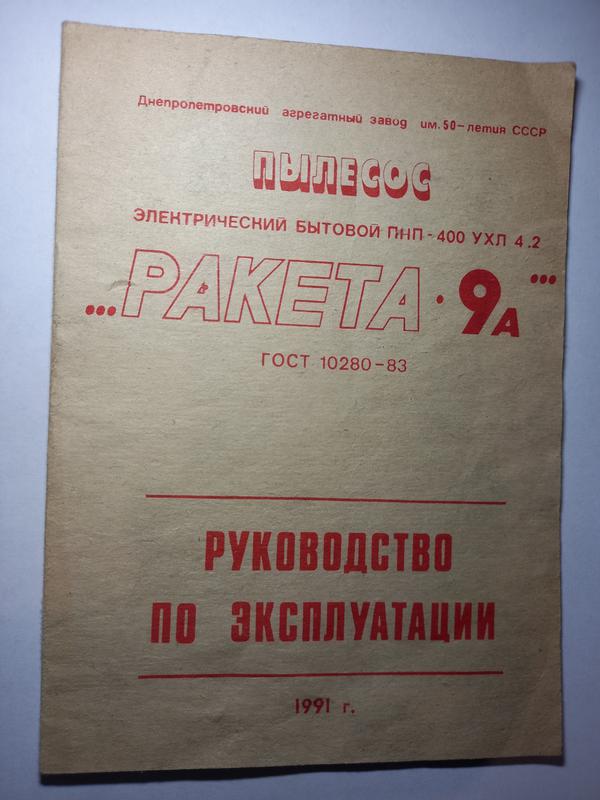 Днепропетровский агрегатный завод им. 50-летия СССР
ПЫЛЕСОС
ЭЛЕКТРИЧЕСКИЙ БЫТОВОЙ ПНП-400 УХЛ 4.2
„РАКЕТА·9А"
ГОСТ 10280-83
РУКОВОДСТВО
ПО ЭКСПЛУАТАЦИИ
1991 г.